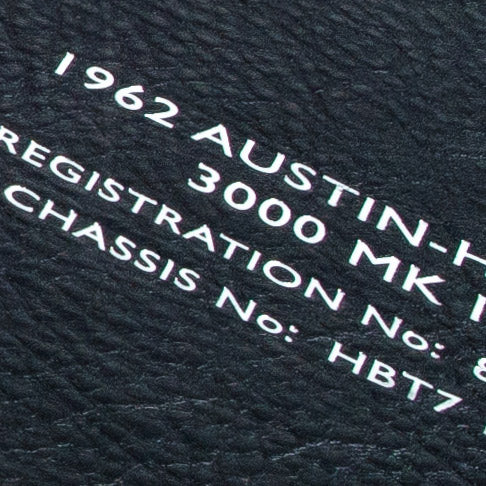 1962 AUSTIN-H
3000 MK I
REGISTRATION No: 8
CHASSIS No: HBT7